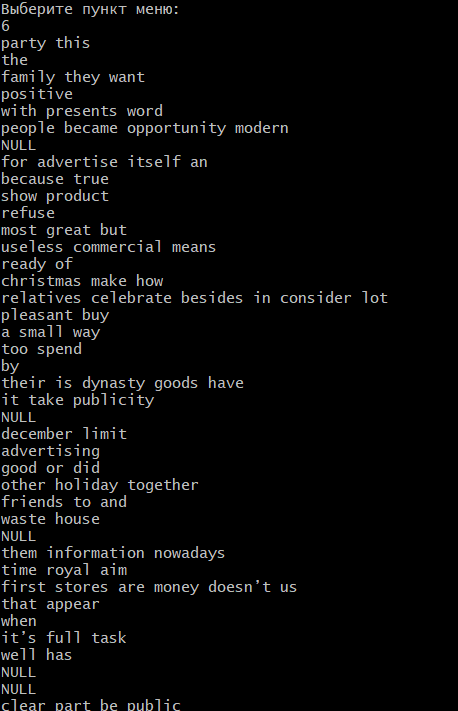 Выберите пункт меню:
6
party this
the
family they want
positive
with presents word
people became opportunity modern
NULL
for advertise itself an
because true
show product
refuse
most great but
useless commercial means
ready of
christmas make how
relatives celebrate besides in consider lot
pleasant buy
a small way
too spend
by
their is dynasty goods have
it take publicity
NULL
december limit
advertising
good or did
other holiday together
friends to and
waste house
NULL
them information nowadays
time royal aim
first stores are money doesn’t us
that appear
when
it’s full task
well has
NULL
NULL
clear part be public